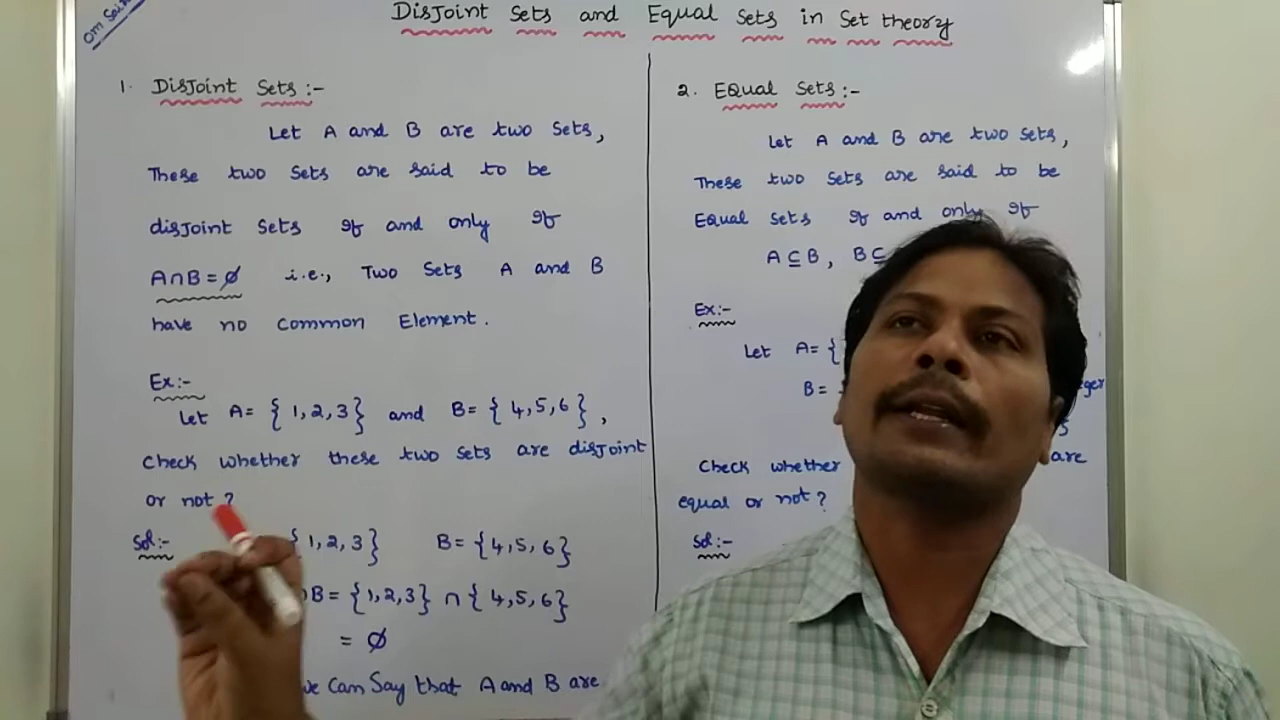 Om Sai
Disjoint Sets and Equal Sets in Set theory
1. Disjoint Sets :-
Let A and B are two sets,
These two sets are said to be
disjoint sets if and only if
A∩B = ∅ i.e., Two sets A and B
have no common Element.
Ex:-
Let A = {1,2,3} and B = {4,5,6},
Check whether these two sets are disjoint
or not?
Sol:- {1,2,3} B = {4,5,6}
B = {1,2,3} ∩ {4,5,6}
= ∅
we can say that A and B are
2. Equal Sets :-
Let A and B are two sets,
These two sets are said to be
Equal sets if and only if
A ⊆ B, B ⊆
Ex:-
Let A = {
B =
Check whether are
equal or not?
Sol:-